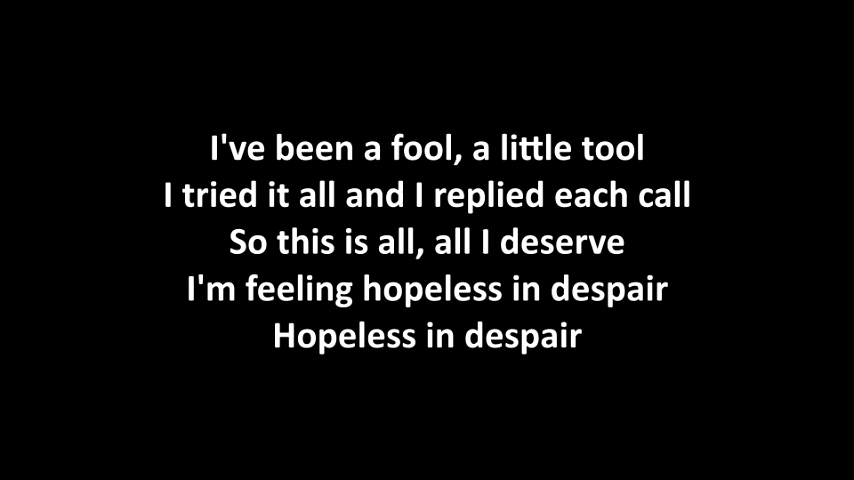 I've been a fool, a little tool
I tried it all and I replied each call
So this is all, all I deserve
I'm feeling hopeless in despair
Hopeless in despair